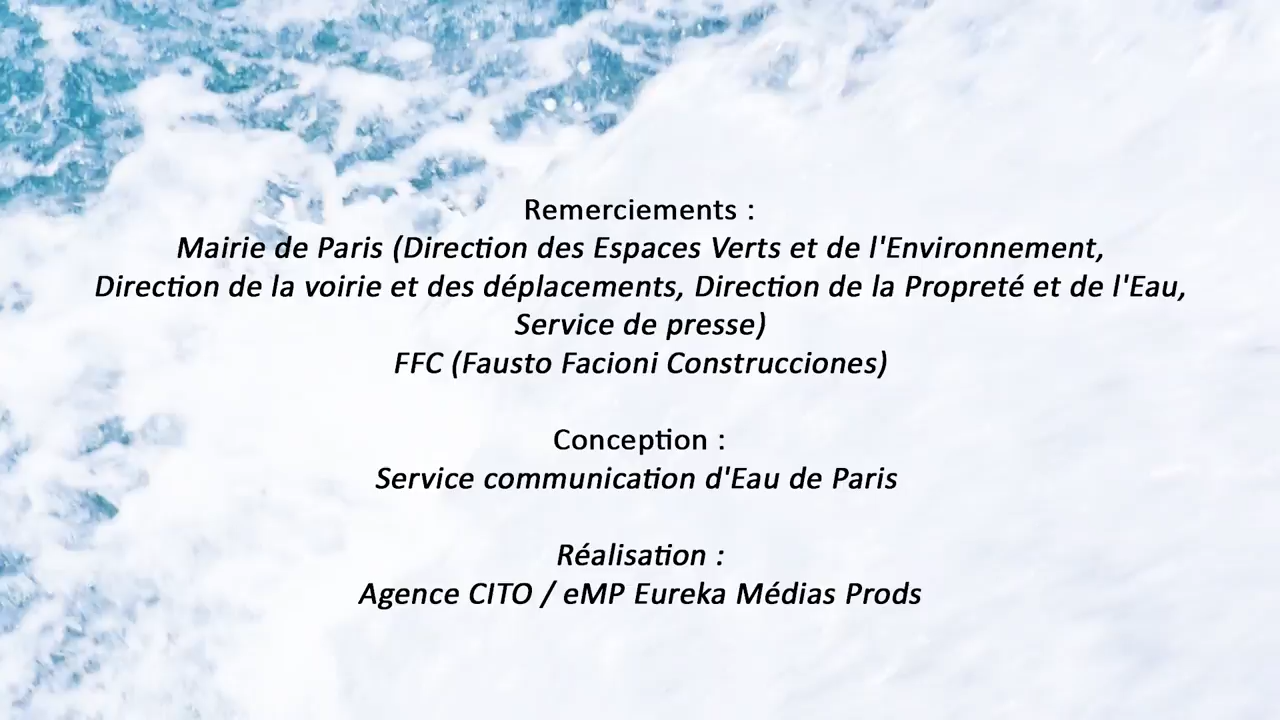 Remerciements :
Mairie de Paris (Direction des Espaces Verts et de l'Environnement,
Direction de la voirie et des déplacements, Direction de la Propreté et de l'Eau,
Service de presse)
FFC (Fausto Facioni Construcciones)
Conception :
Service communication d'Eau de Paris
Réalisation :
Agence CITO / eMP Eureka Médias Prods